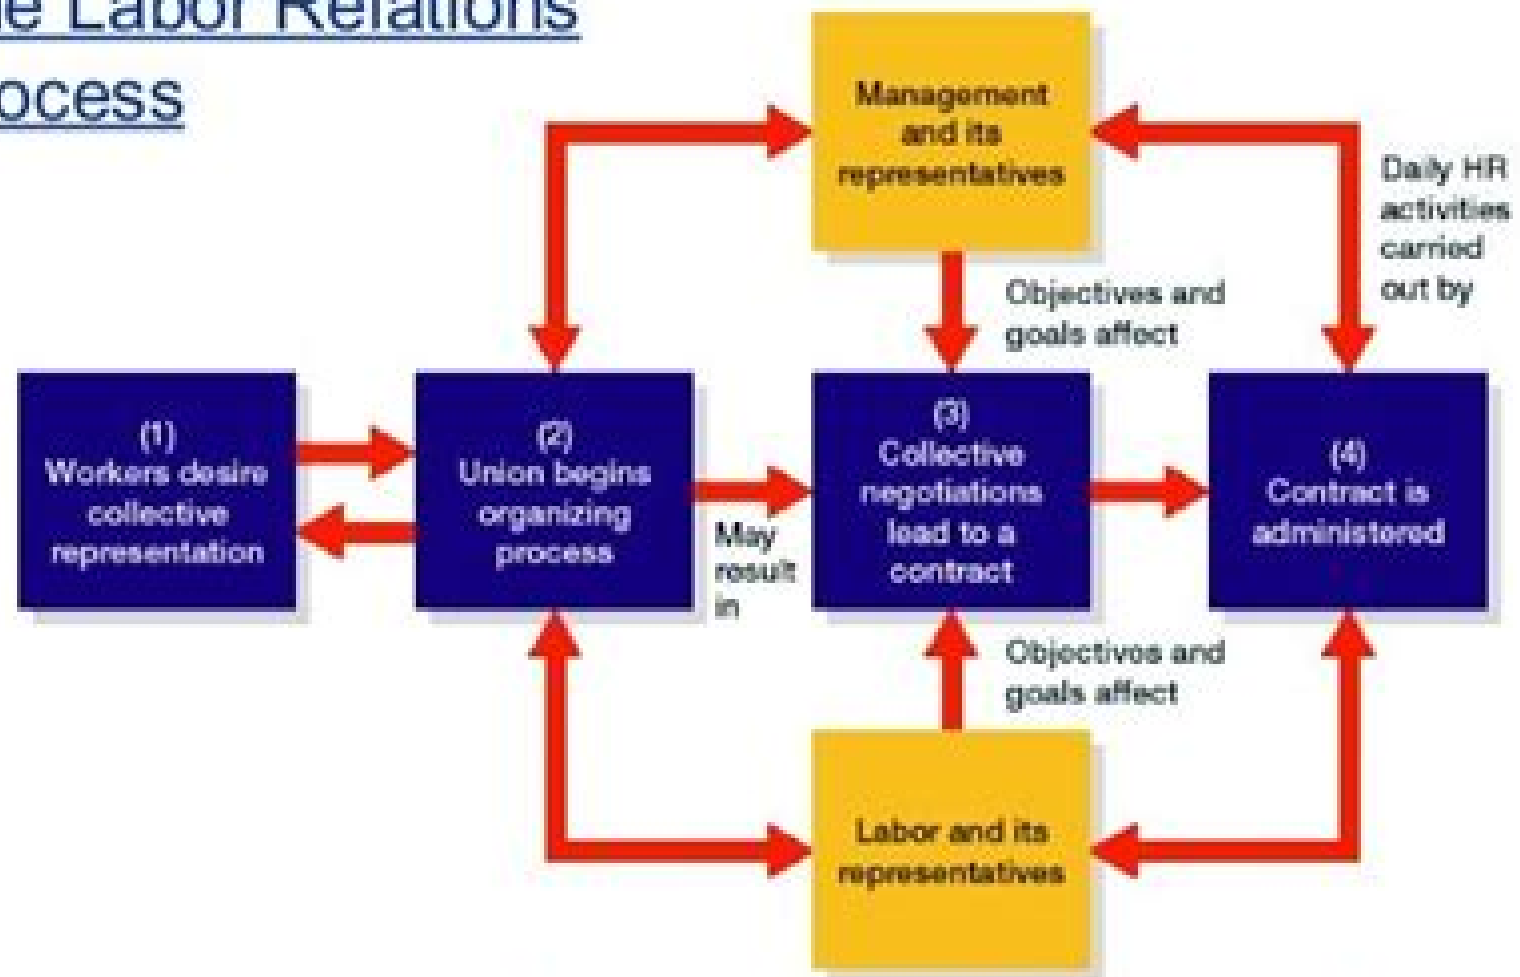 e Labor Relations
ocess
Management
and its
representatives
Daily HR
activities
carried
out by
Objectives and
goals affect
(1)
Workers desire
collective
representation
(2)
Union begins
organizing
process
May
result
in
(3)
Collective
negotiations
lead to a
contract
(4)
Contract is
administered
Objectives and
goals affect
Labor and its
representatives